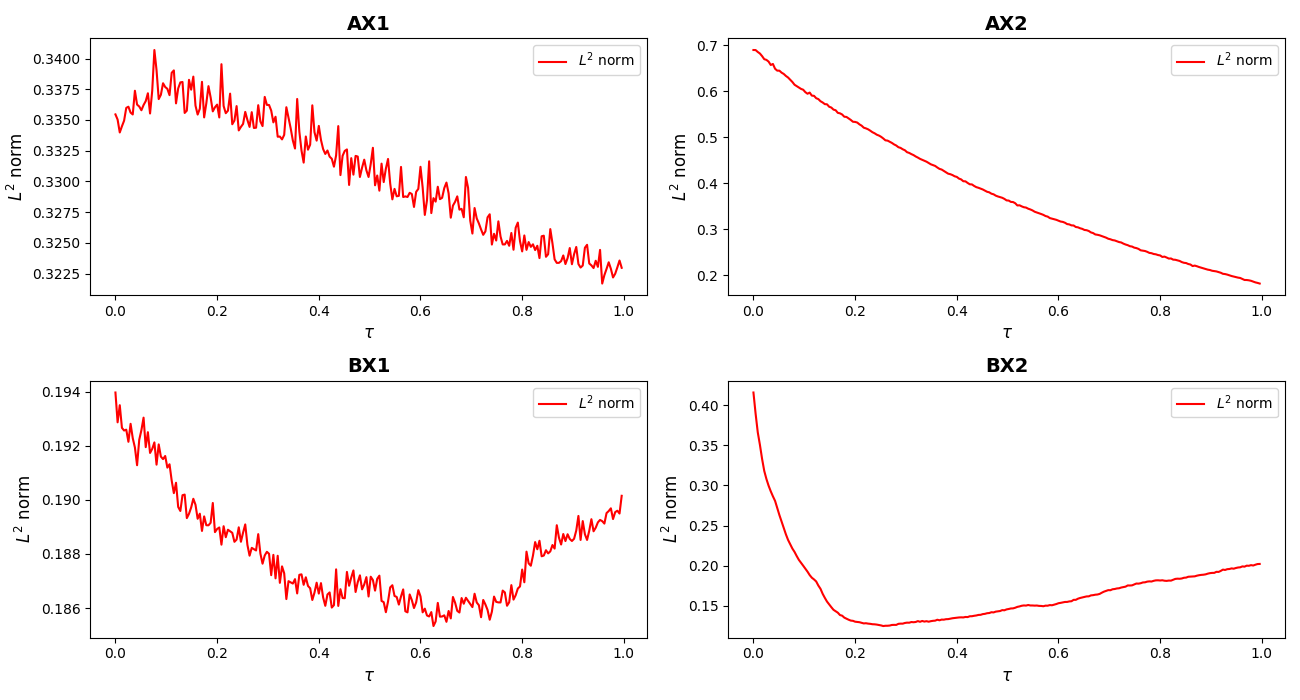 AX1
L² norm
0.3400
0.3375
0.3350
0.3325
0.3300
0.3275
0.3250
0.3225
L² norm
0.0 0.2 0.4 0.6 0.8 1.0
τ
AX2
L² norm
0.7
0.6
0.5
0.4
0.3
0.2
L² norm
0.0 0.2 0.4 0.6 0.8 1.0
τ
BX1
L² norm
0.194
0.192
0.190
0.188
0.186
L² norm
0.0 0.2 0.4 0.6 0.8 1.0
τ
BX2
L² norm
0.40
0.35
0.30
0.25
0.20
0.15
L² norm
0.0 0.2 0.4 0.6 0.8 1.0
τ